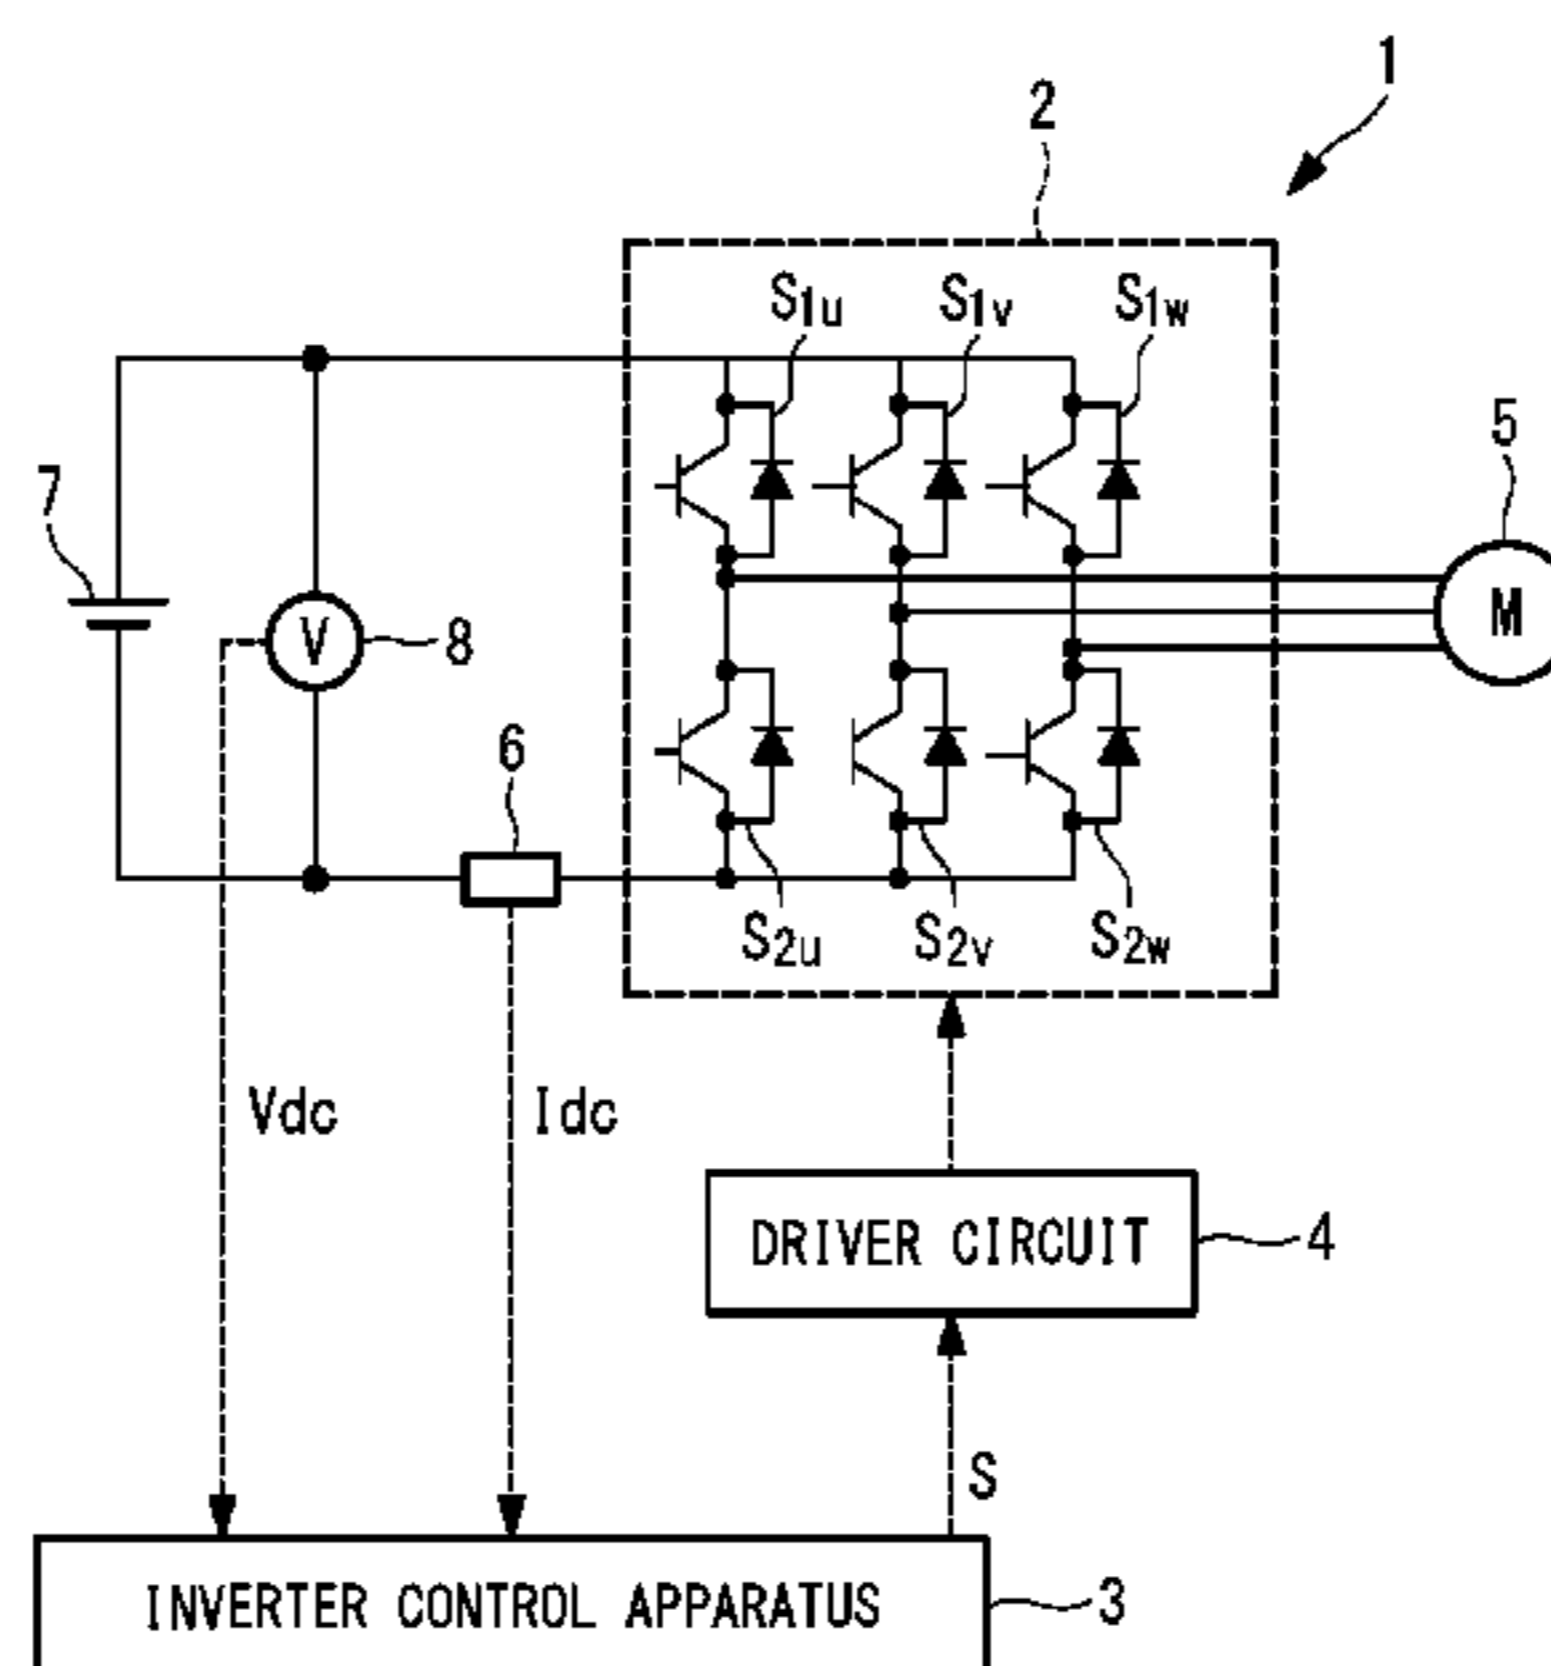 1
2
S1u S1v S1w
5
7
M
V 8
6
S2u S2v S2w
Vdc Idc
DRIVER CIRCUIT 4
S
INVERTER CONTROL APPARATUS 3